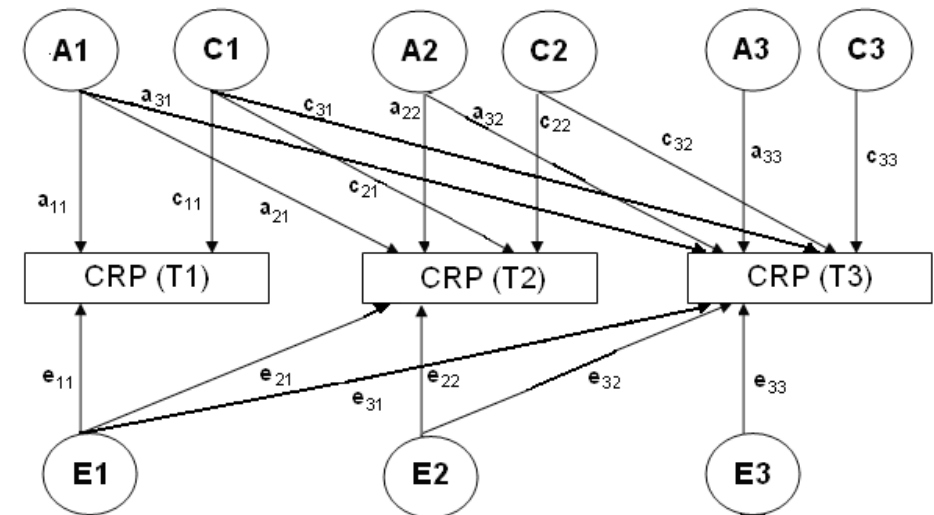 A1 C1 A2 C2 A3 C3
a31 c31 a22 a32 c22 c32 a33 c33
a11 c11 a21 c21
CRP (T1) CRP (T2) CRP (T3)
e11 e21 e31 e22 e32 e33
E1 E2 E3